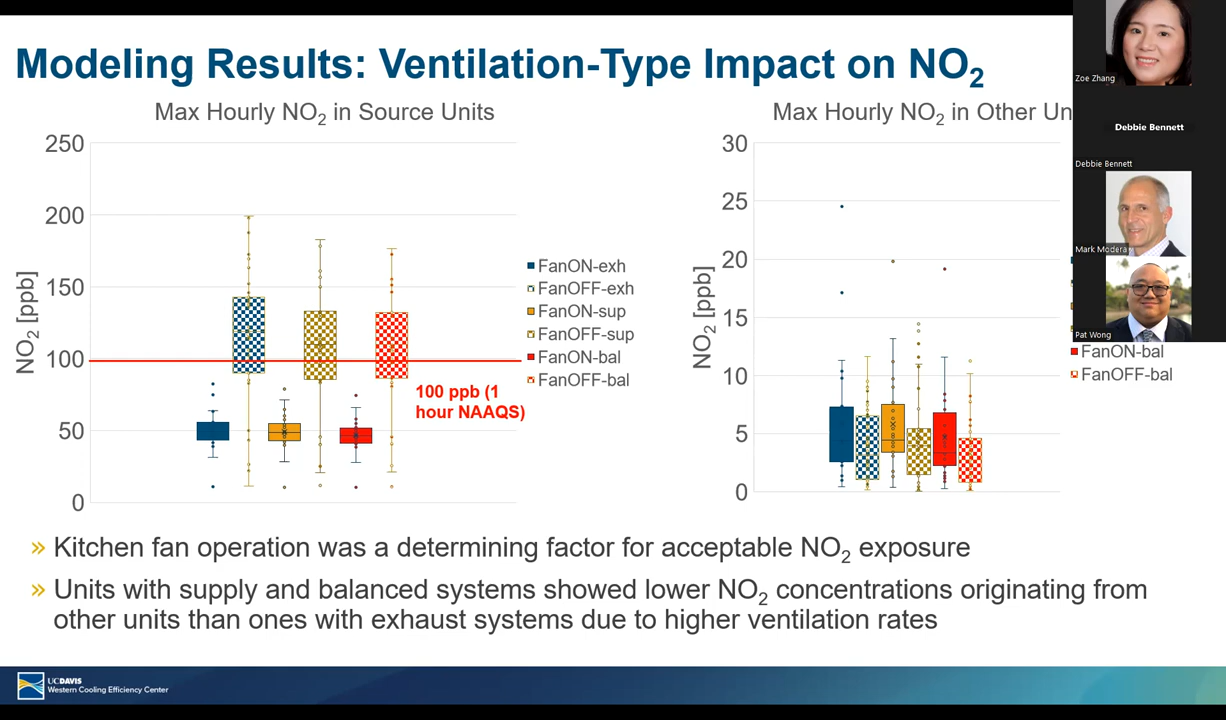 Modeling Results: Ventilation-Type Impact on NO2
Max Hourly NO2 in Source Units
250
200
150
100
50
0
NO2 [ppb]
FanON-exh
FanOFF-exh
FanON-sup
FanOFF-sup
FanON-bal
FanOFF-bal
100 ppb (1
hour NAAQS)
Max Hourly NO2 in Other Un
30
25
20
15
10
5
0
NO2 [ppb]
FanON-bal
FanOFF-bal
Zoe Zhang
Debbie Bennett
Debbie Bennett
Mark Modera
Pat Wong
» Kitchen fan operation was a determining factor for acceptable NO2 exposure
» Units with supply and balanced systems showed lower NO2 concentrations originating from
other units than ones with exhaust systems due to higher ventilation rates
UCDAVIS
Western Cooling Efficiency Center